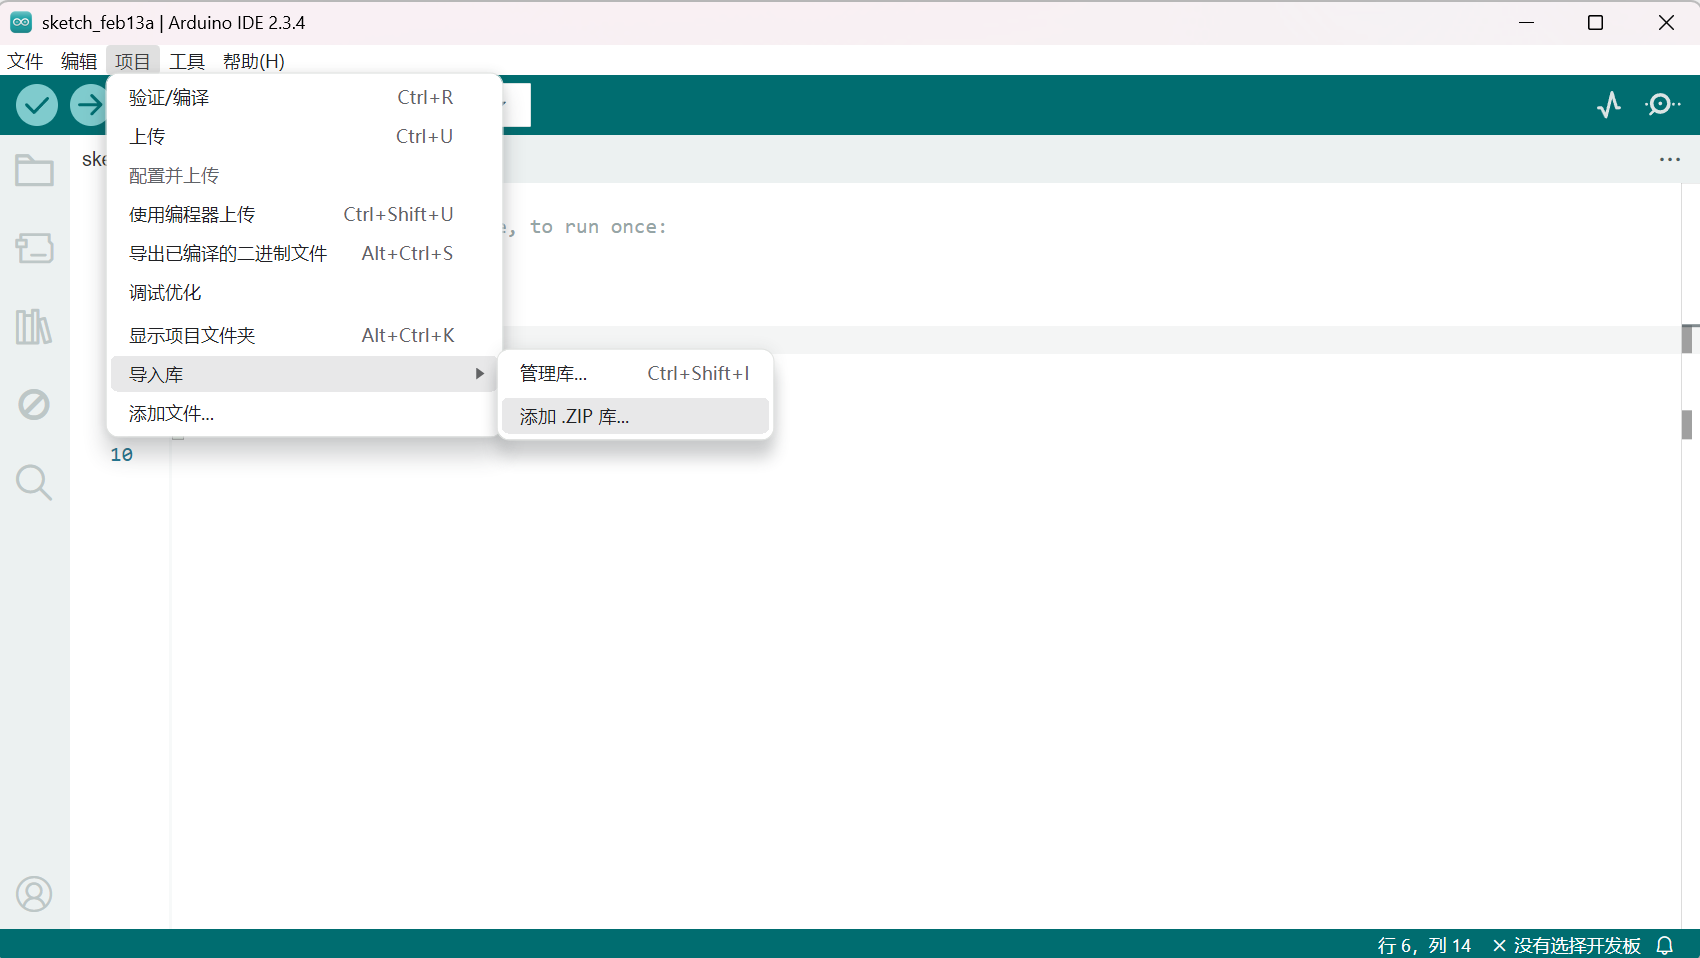 sketch_feb13a | Arduino IDE 2.3.4
文件 编辑 项目 工具 帮助(H)
验证/编译 Ctrl+R
上传 Ctrl+U
配置并上传
使用编程器上传 Ctrl+Shift+U
导出已编译的二进制文件 Alt+Ctrl+S
调试优化
显示项目文件夹 Alt+Ctrl+K
导入库
添加文件...
管理库... Ctrl+Shift+I
添加 .ZIP 库...
ske
, to run once:
10
行 6，列 14 × 没有选择开发板